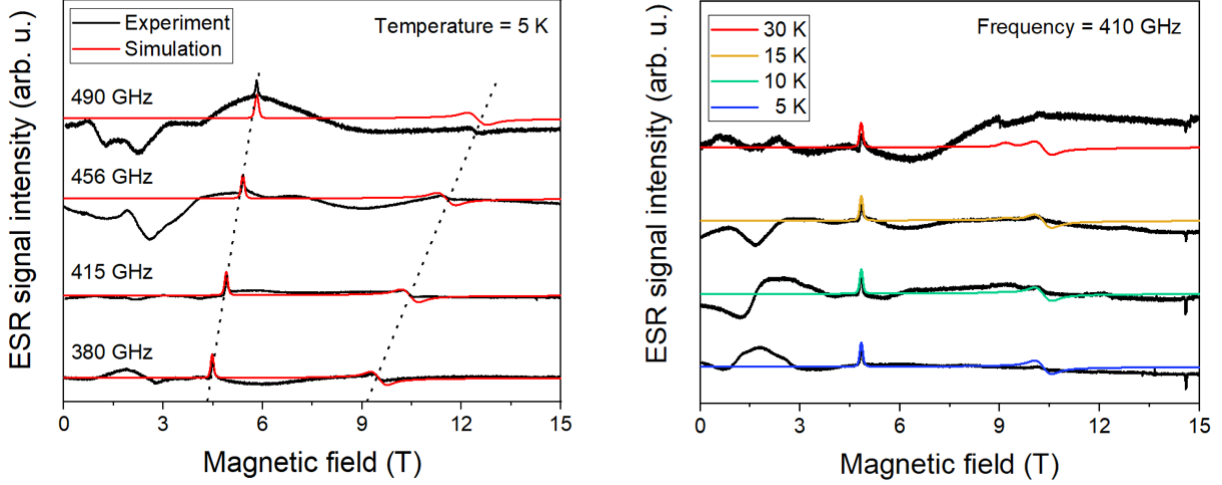 Experiment
Simulation
Temperature = 5 K
490 GHz
456 GHz
415 GHz
380 GHz
0 3 6 9 12 15
Magnetic field (T)
ESR signal intensity (arb. u.)
30 K
15 K
10 K
5 K
Frequency = 410 GHz
0 3 6 9 12 15
Magnetic field (T)
ESR signal intensity (arb. u.)